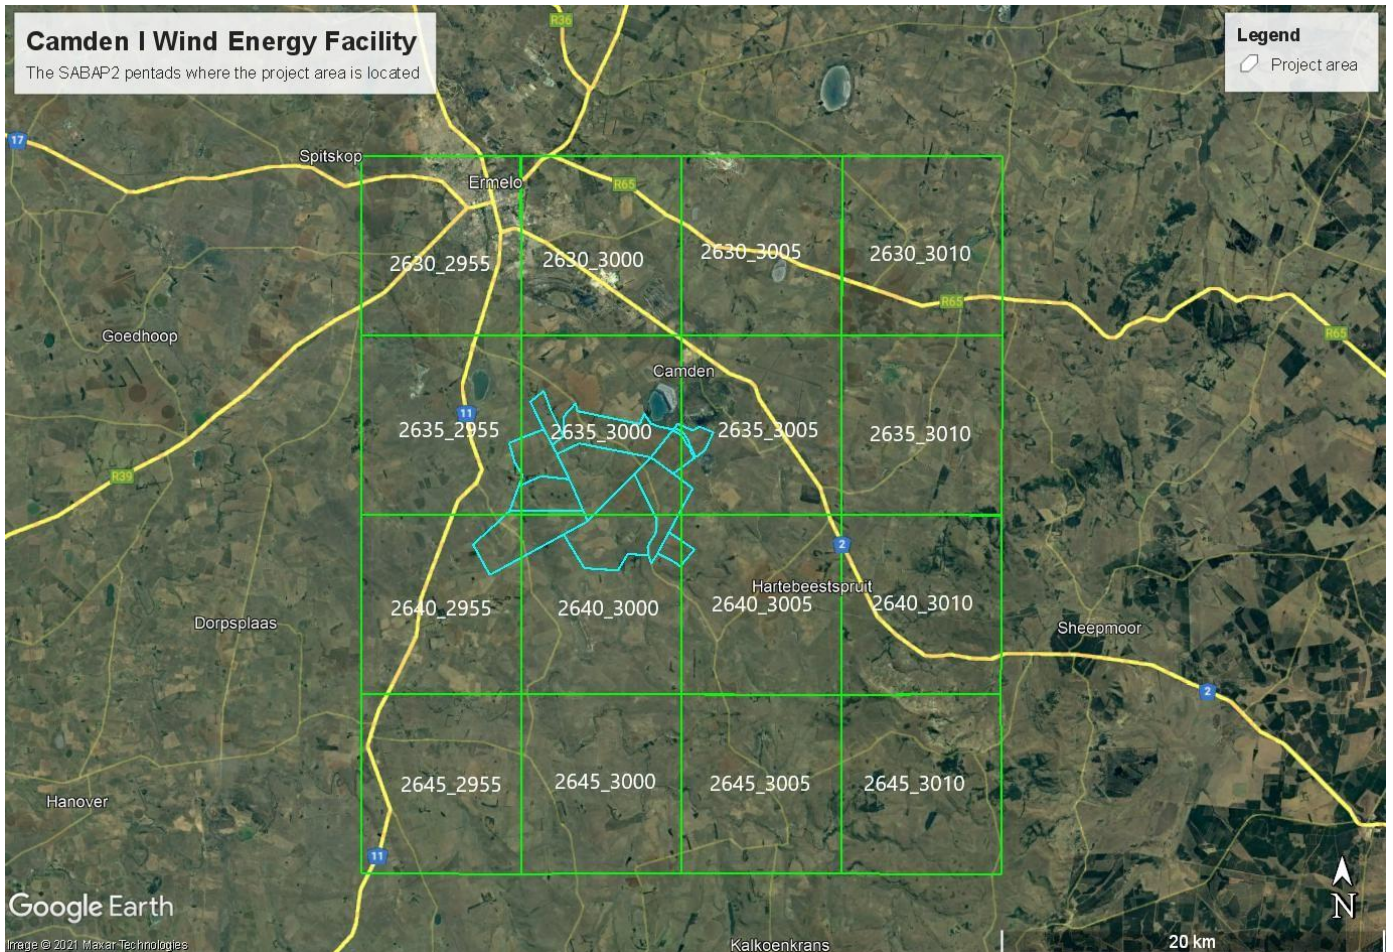 Camden I Wind Energy Facility
The SABAP2 pentads where the project area is located
Legend
Project area
R36
17
Spitskop
Ermelo
R65
2630_2955
2630_3000
2630_3005
2630_3010
R65
R65
Goedhoop
Camden
11
2635_2955
2635_3000
2635_3005
2635_3010
R39
2
Hartebeestspruit
2640_2955
2640_3000
2640_3005
2640_3010
Dorpsplaas
Sheepmoor
2
2645_2955
2645_3000
2645_3005
2645_3010
Hanover
11
Google Earth
N
Image © 2021 Maxar Technologies
Kalkoenkrans
20 km